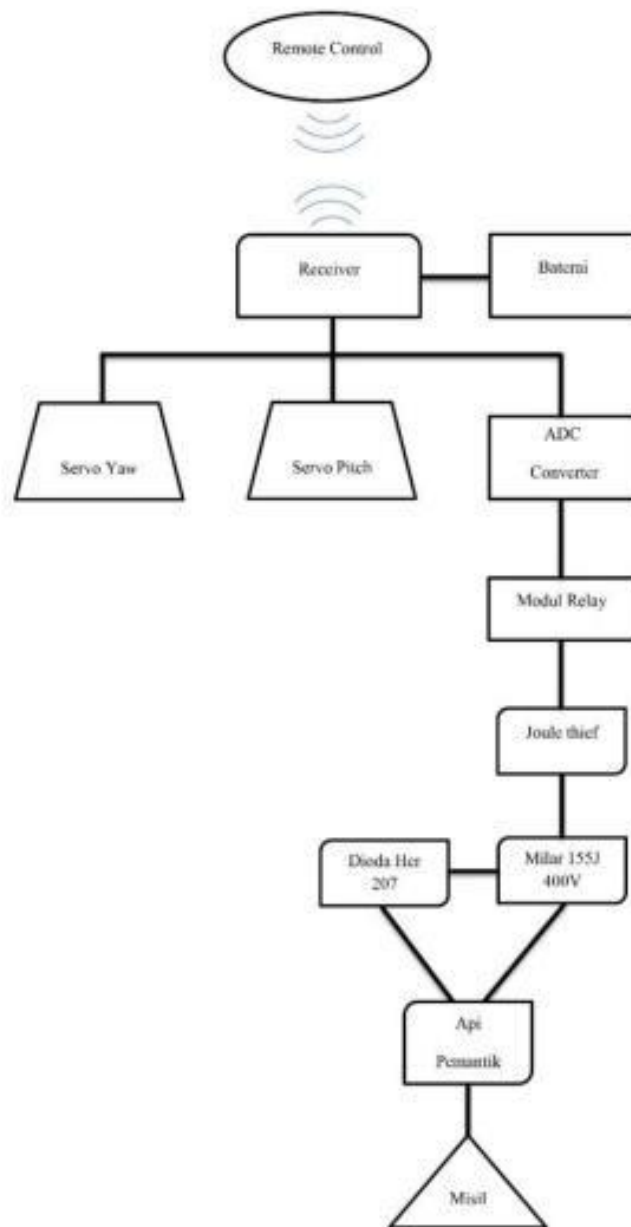 Remote Control
Receiver
Baterai
Servo Yaw
Servo Pitch
ADC
Converter
Modul Relay
Joule thief
Dioda Her
207
Milar 155J
400V
Api
Pemantik
Misil